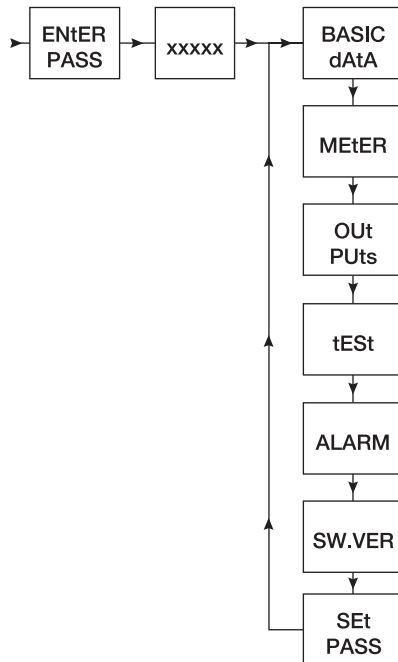 ENtER
PASS
xxxxx
BASIC
dAtA
MEtER
OUt
PUts
tESt
ALARM
SW.VER
SEt
PASS